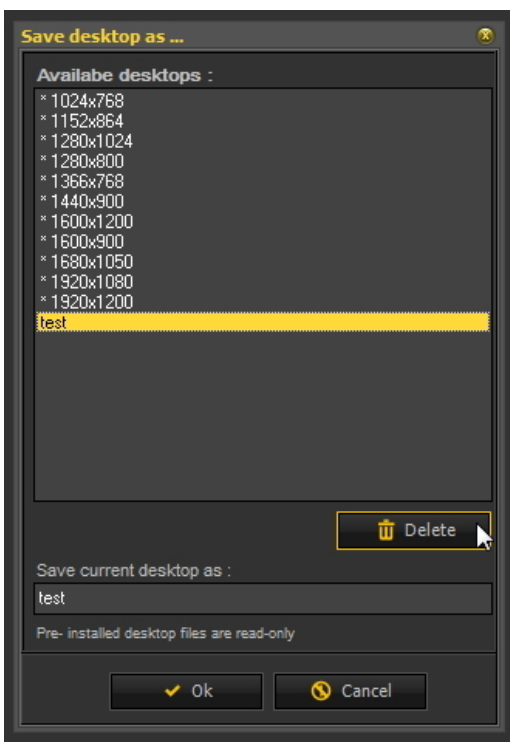 Save desktop as ...
Availabe desktops :
* 1024x768
* 1152x864
* 1280x1024
* 1280x800
* 1366x768
* 1440x900
* 1600x1200
* 1600x900
* 1680x1050
* 1920x1080
* 1920x1200
test
Delete
Save current desktop as :
test
Pre- installed desktop files are read-only
Ok
Cancel